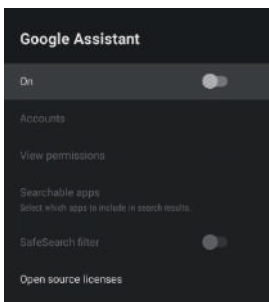 Google Assistant
On
Accounts
View permissions
Searchable apps
Select which apps to include in search results.
SafeSearch filter
Open source licenses